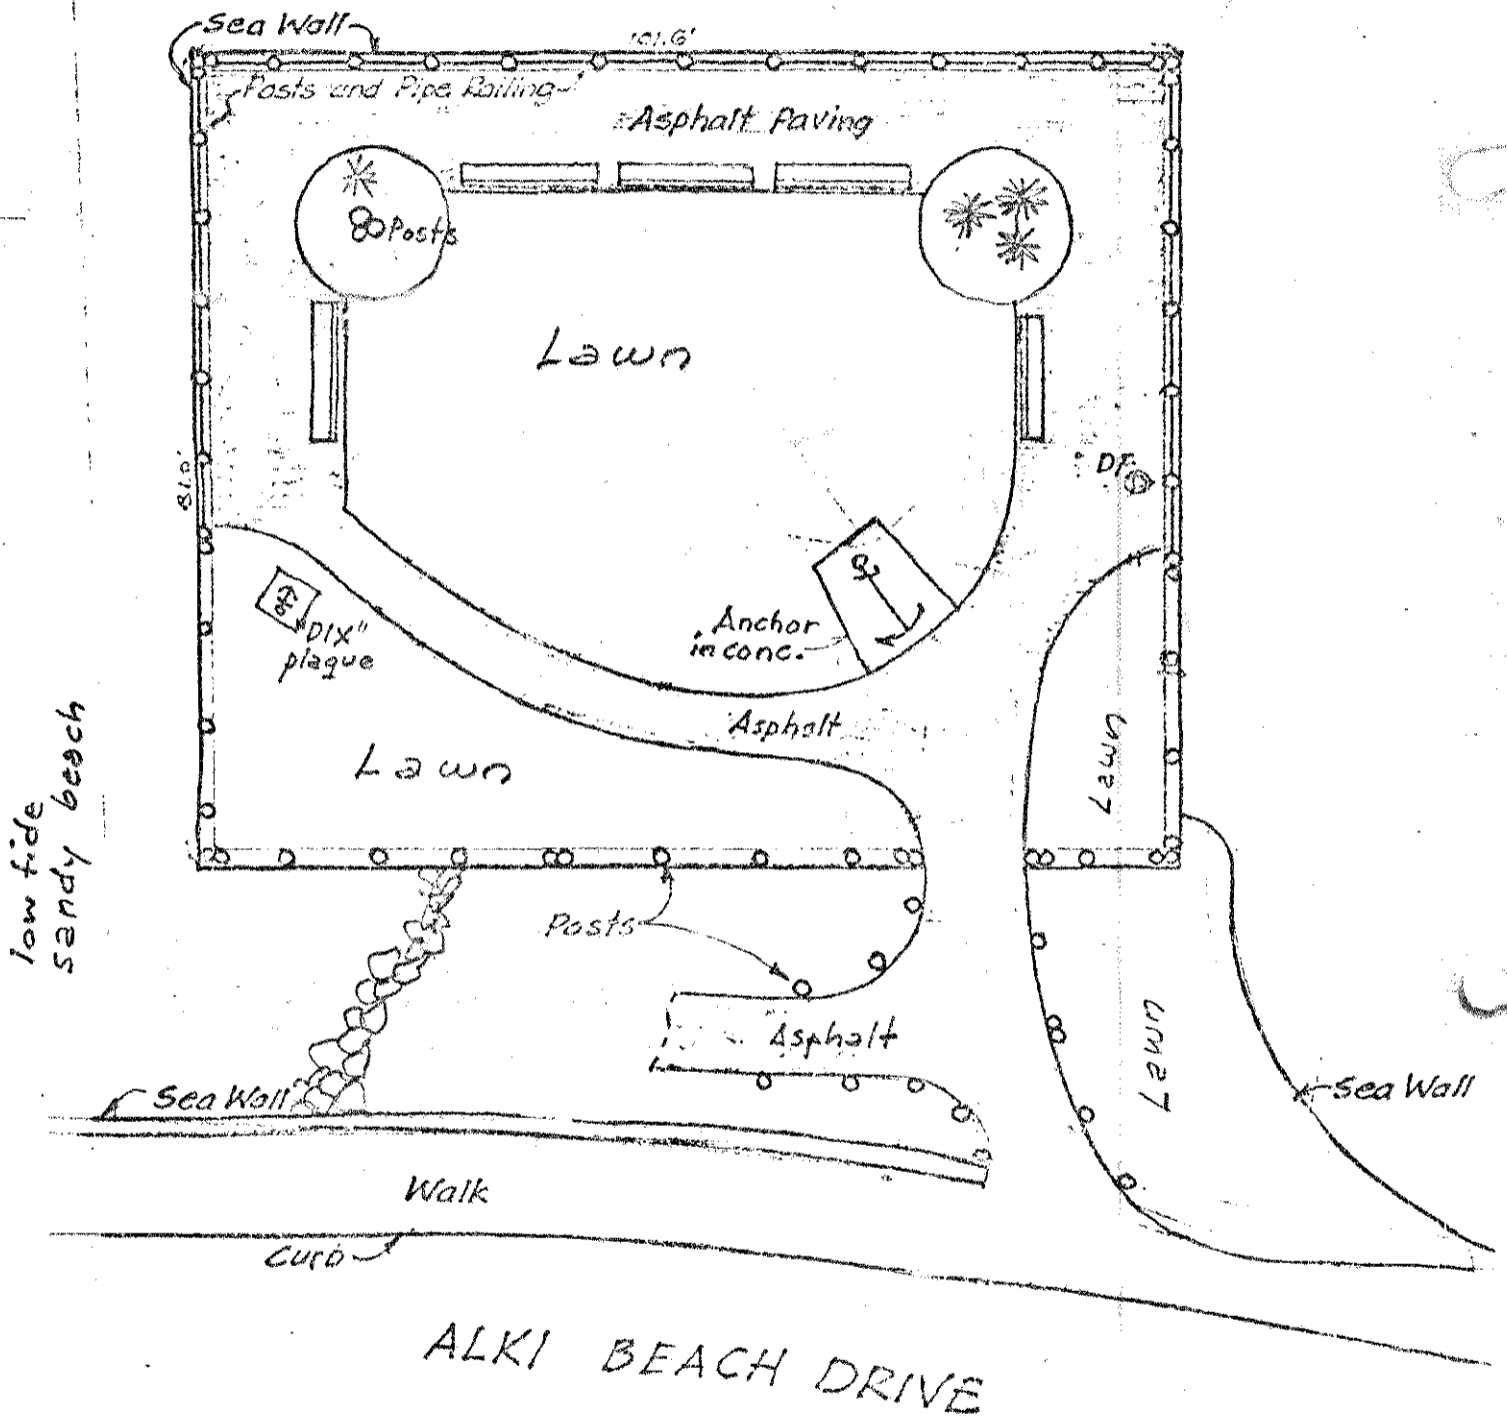 Sea Wall
101.6'
Posts and Pipe Railing
Asphalt Paving
Posts
Lawn
DF
81.0'
"DIX"
plaque
Anchor
in conc.
Asphalt
Lawn
Lawn
low tide
sandy beach
Posts
Asphalt
Lawn
Sea Wall
Sea Wall
Walk
Curb
ALKI BEACH DRIVE